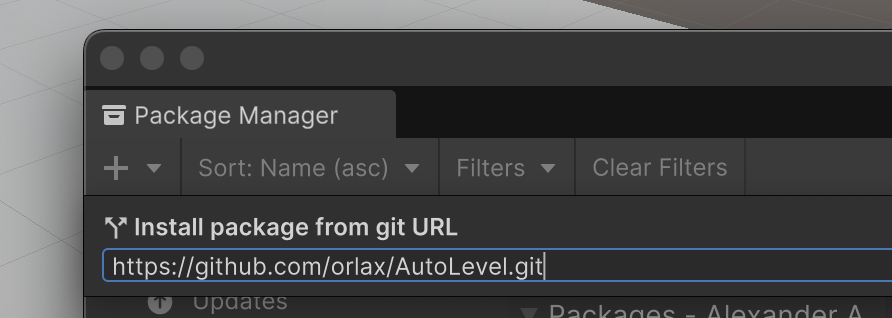 Package Manager
Sort: Name (asc) Filters Clear Filters
Install package from git URL
https://github.com/orlax/AutoLevel.git
Updates
Packages - Alexander A